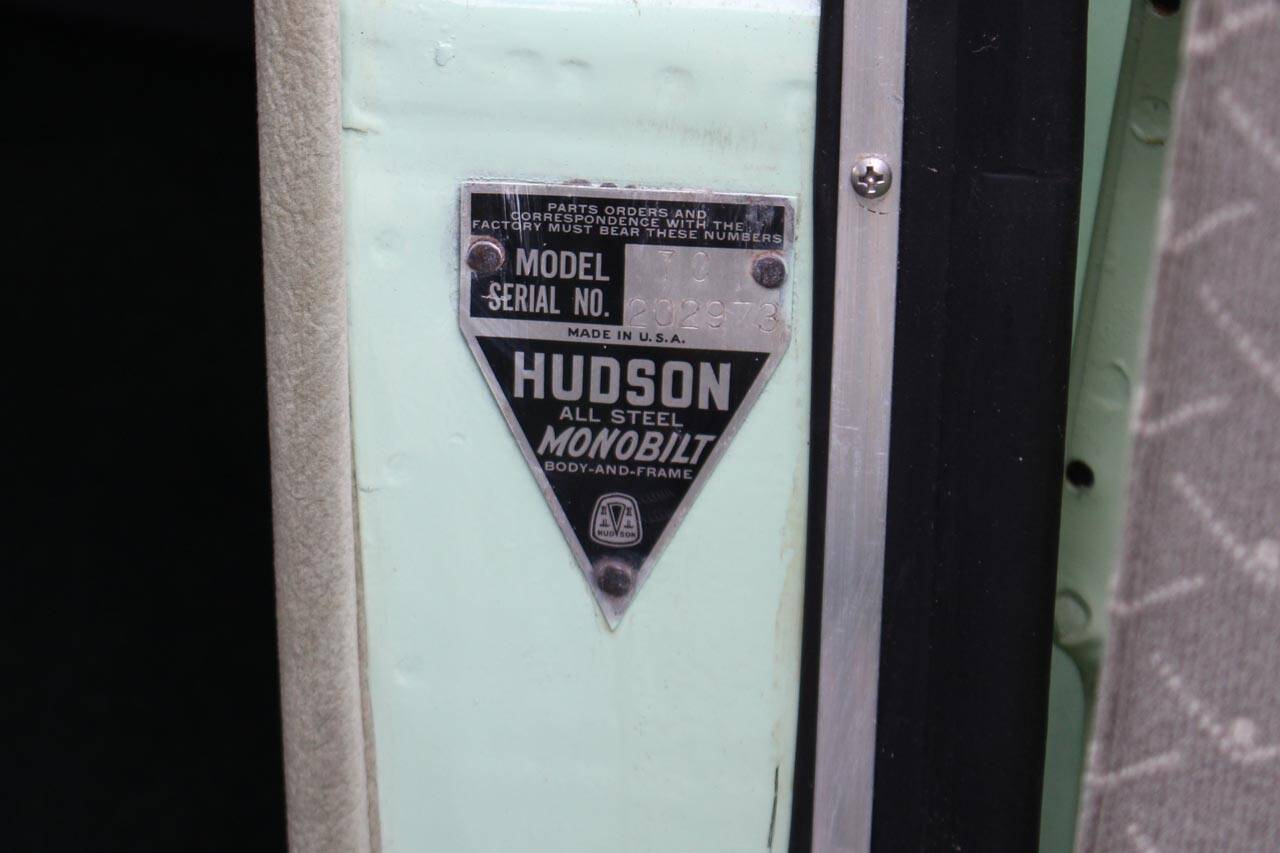 PARTS ORDERS AND
CORRESPONDENCE WITH THE
FACTORY MUST BEAR THESE NUMBERS
MODEL 7C
SERIAL NO. 202973
MADE IN U.S.A.
HUDSON
ALL STEEL
MONOBILT
BODY-AND-FRAME
HUDSON